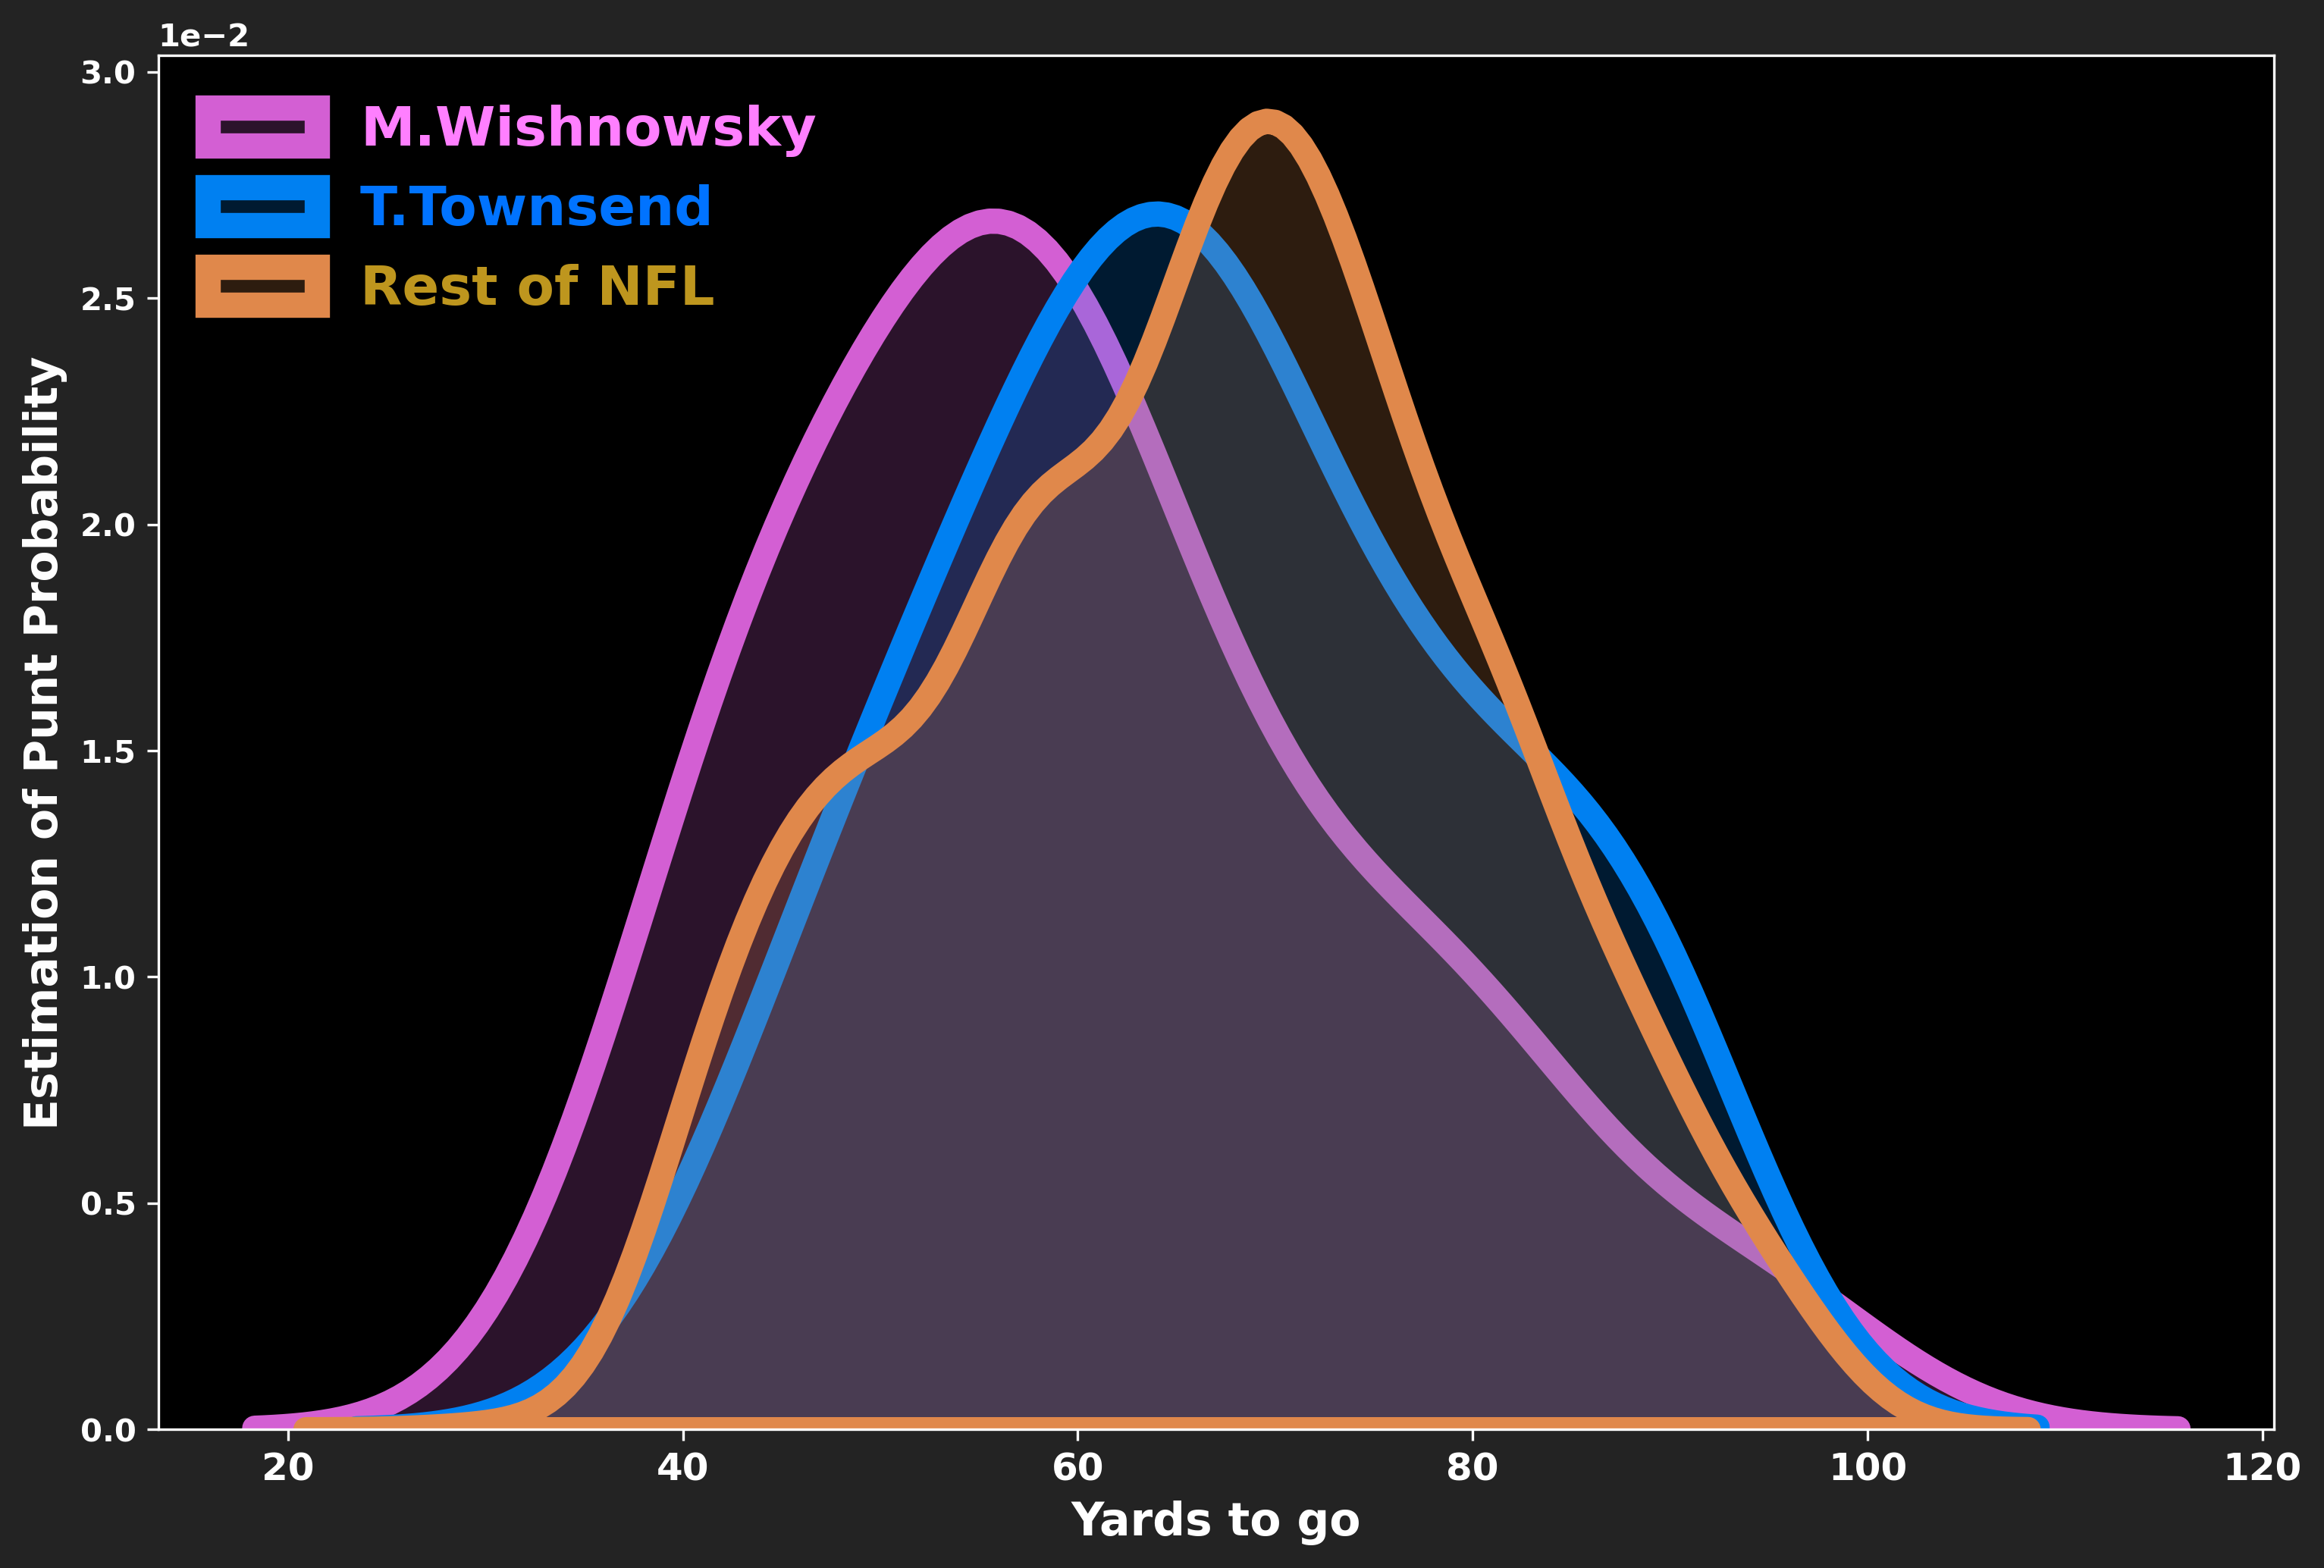 1e−2
3.0
2.5
2.0
1.5
1.0
0.5
0.0
Estimation of Punt Probability
M.Wishnowsky
T.Townsend
Rest of NFL
20 40 60 80 100 120
Yards to go